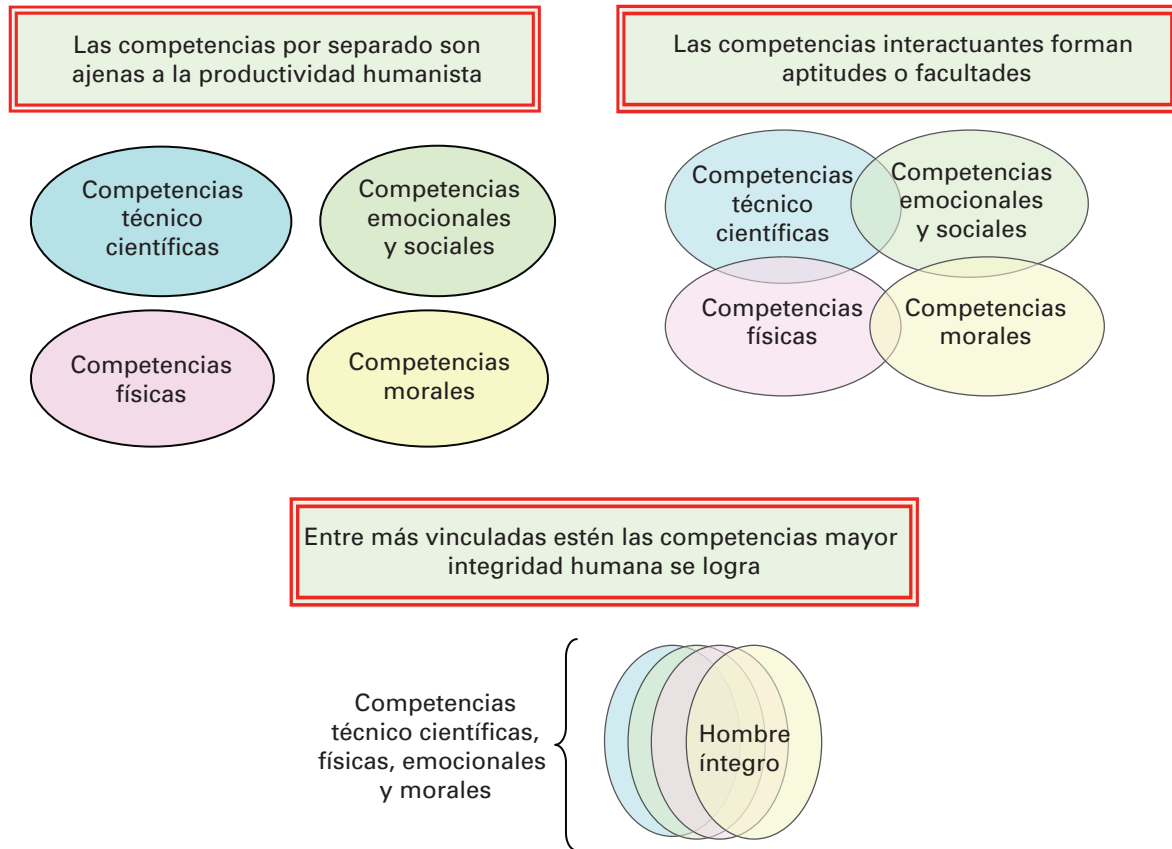 Las competencias por separado son
ajenas a la productividad humanista
Las competencias interactuantes forman
aptitudes o facultades
Competencias
técnico
científicas
Competencias
emocionales
y sociales
Competencias
físicas
Competencias
morales
Competencias
técnico
científicas
Competencias
emocionales
y sociales
Competencias
físicas
Competencias
morales
Entre más vinculadas estén las competencias mayor
integridad humana se logra
Competencias
técnico científicas,
físicas, emocionales
y morales
Hombre
íntegro